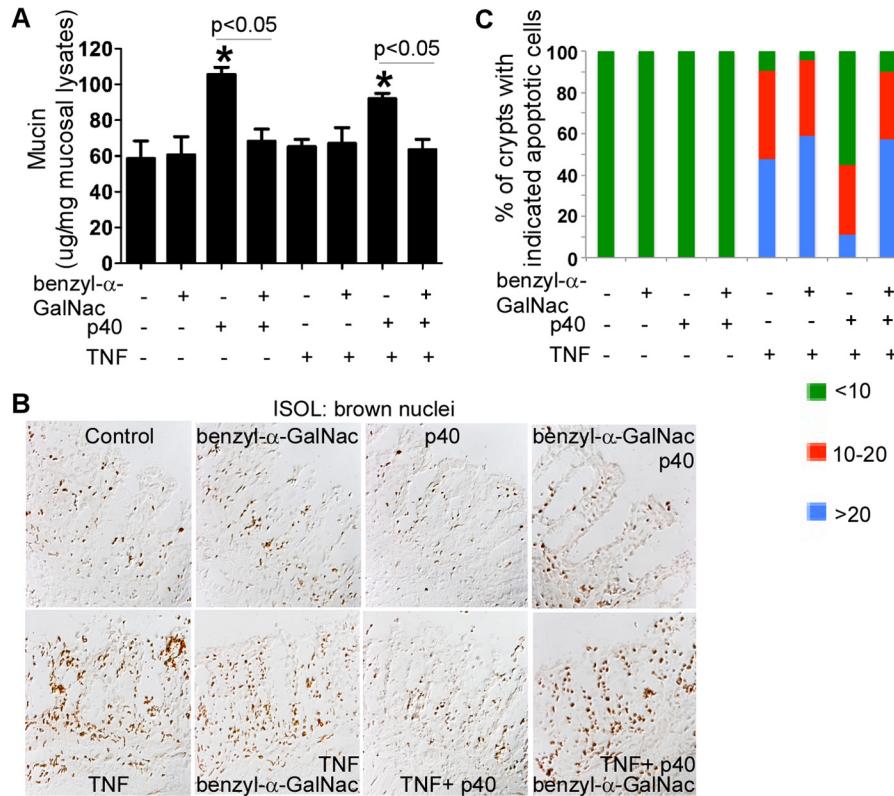 A
p<0.05
p<0.05
*
*
Mucin
(ug/mg mucosal lysates)
120
100
80
60
40
20
0
benzyl-α-
GalNac
- + - + - + - +
p40
- - + + - - + +
TNF
- - - - + + + +
C
% of crypts with
indicated apoptotic cells
100
80
60
40
20
0
benzyl-α-
GalNac
- + - + - + - +
p40
- - + + - - + +
TNF
- - - - + + + +
<10
10-20
>20
B
ISOL: brown nuclei
Control
benzyl-α-GalNac
p40
benzyl-α-GalNac
p40
TNF
TNF
benzyl-α-GalNac
TNF+ p40
TNF+ p40
benzyl-α-GalNac